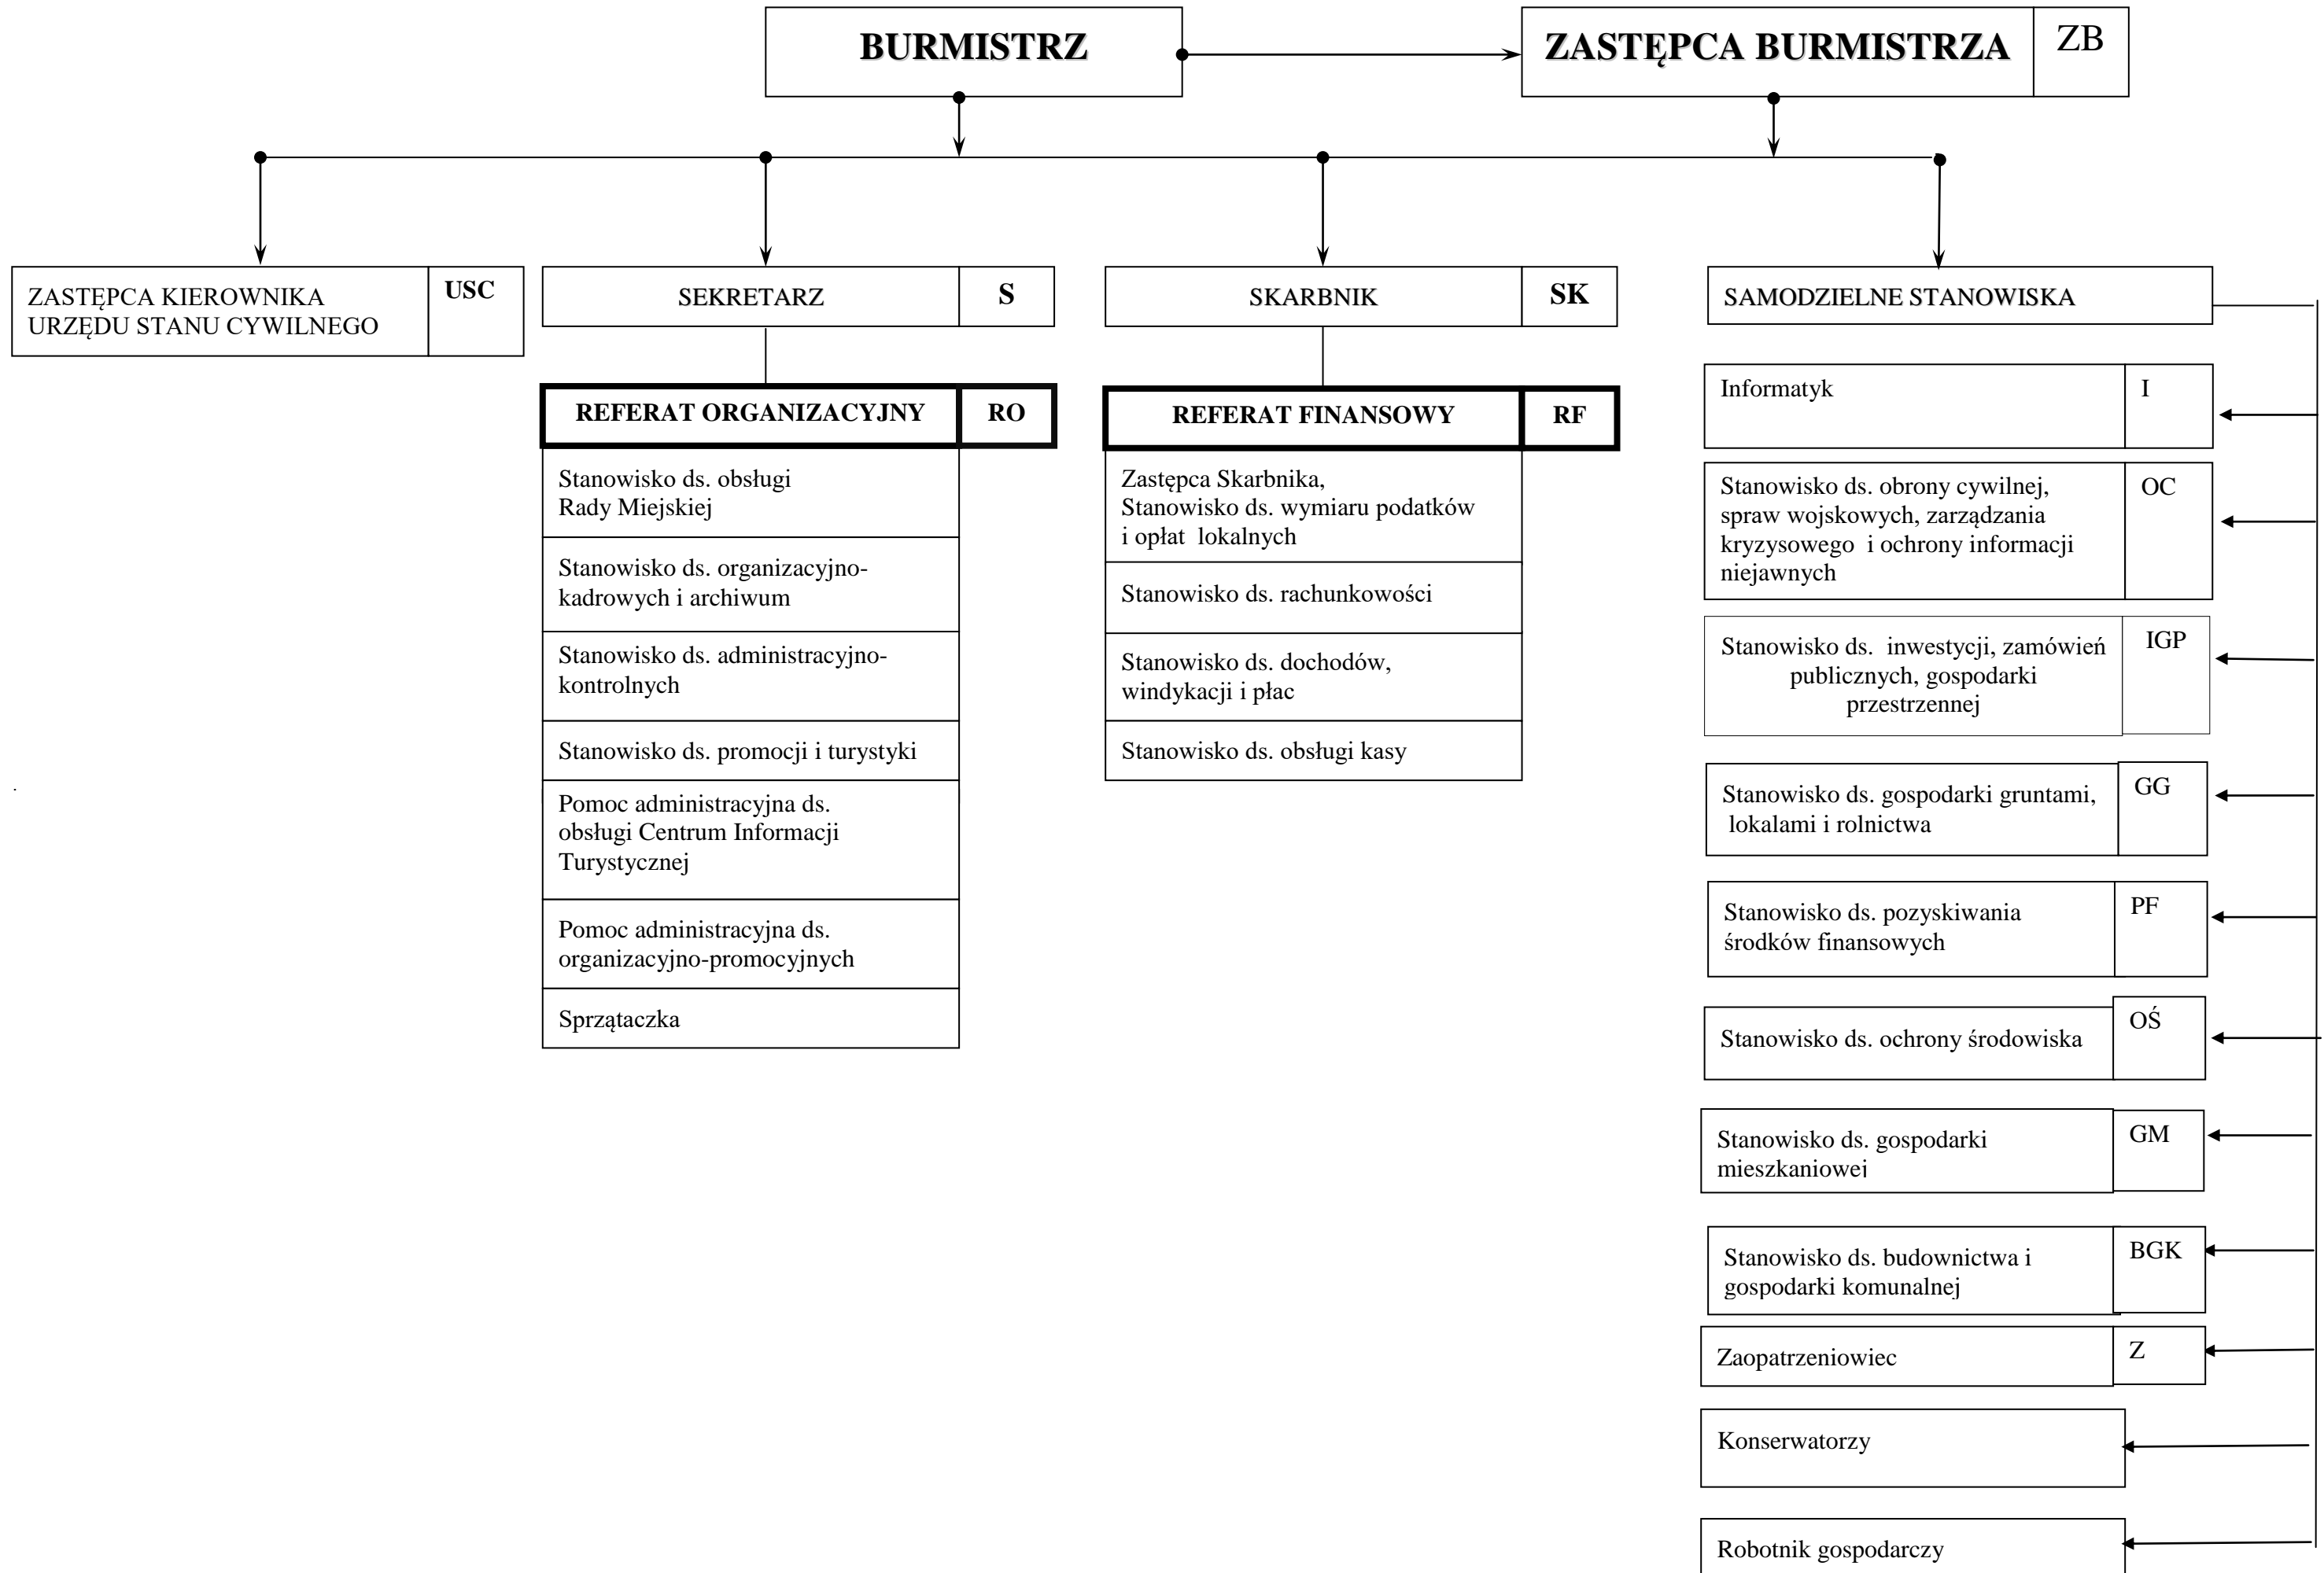 BURMISTRZ
ZASTĘPCA BURMISTRZA
ZB
ZASTĘPCA KIEROWNIKA
URZĘDU STANU CYWILNEGO
USC
SEKRETARZ
S
SKARBNIK
SK
SAMODZIELNE STANOWISKA
REFERAT ORGANIZACYJNY
RO
Stanowisko ds. obsługi
Rady Miejskiej
Stanowisko ds. organizacyjno-
kadrowych i archiwum
Stanowisko ds. administracyjno-
kontrolnych
Stanowisko ds. promocji i turystyki
Pomoc administracyjna ds.
obsługi Centrum Informacji
Turystycznej
Pomoc administracyjna ds.
organizacyjno-promocyjnych
Sprzątaczka
REFERAT FINANSOWY
RF
Zastępca Skarbnika,
Stanowisko ds. wymiaru podatków
i opłat lokalnych
Stanowisko ds. rachunkowości
Stanowisko ds. dochodów,
windykacji i płac
Stanowisko ds. obsługi kasy
Informatyk
I
Stanowisko ds. obrony cywilnej,
spraw wojskowych, zarządzania
kryzysowego i ochrony informacji
niejawnych
OC
Stanowisko ds. inwestycji, zamówień
publicznych, gospodarki
przestrzennej
IGP
Stanowisko ds. gospodarki gruntami,
lokalami i rolnictwa
GG
Stanowisko ds. pozyskiwania
środków finansowych
PF
Stanowisko ds. ochrony środowiska
OŚ
Stanowisko ds. gospodarki
mieszkaniowej
GM
Stanowisko ds. budownictwa i
gospodarki komunalnej
BGK
Zaopatrzeniowiec
Z
Konserwatorzy
Robotnik gospodarczy